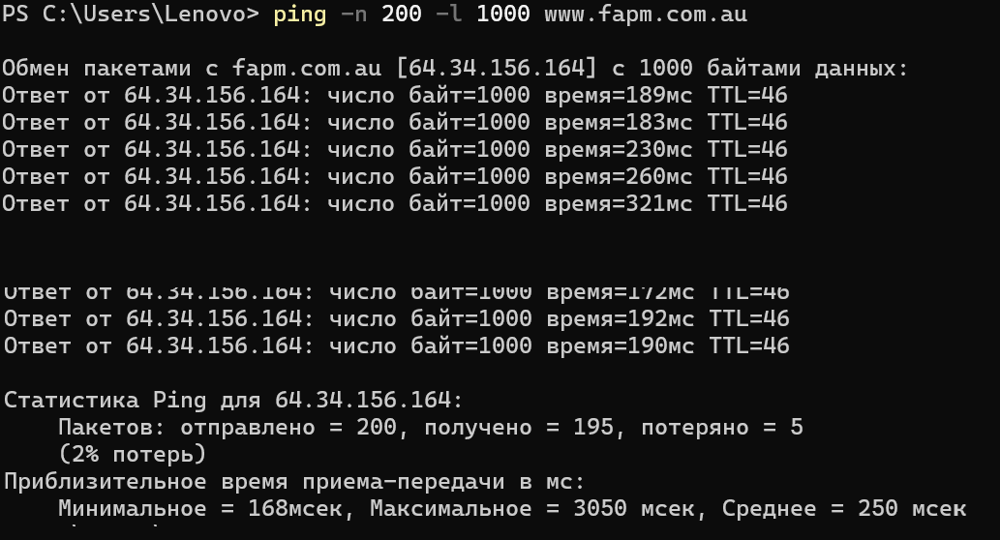 PS C:\Users\Lenovo> ping -n 200 -l 1000 www.fapm.com.au
Обмен пакетами с fapm.com.au [64.34.156.164] с 1000 байтами данных:
Ответ от 64.34.156.164: число байт=1000 время=189мс TTL=46
Ответ от 64.34.156.164: число байт=1000 время=183мс TTL=46
Ответ от 64.34.156.164: число байт=1000 время=230мс TTL=46
Ответ от 64.34.156.164: число байт=1000 время=260мс TTL=46
Ответ от 64.34.156.164: число байт=1000 время=321мс TTL=46
Ответ от 64.34.156.164: число байт=1000 время=172мс TTL=46
Ответ от 64.34.156.164: число байт=1000 время=192мс TTL=46
Ответ от 64.34.156.164: число байт=1000 время=190мс TTL=46
Статистика Ping для 64.34.156.164:
Пакетов: отправлено = 200, получено = 195, потеряно = 5
(2% потерь)
Приблизительное время приема-передачи в мс:
Минимальное = 168мсек, Максимальное = 3050 мсек, Среднее = 250 мсек